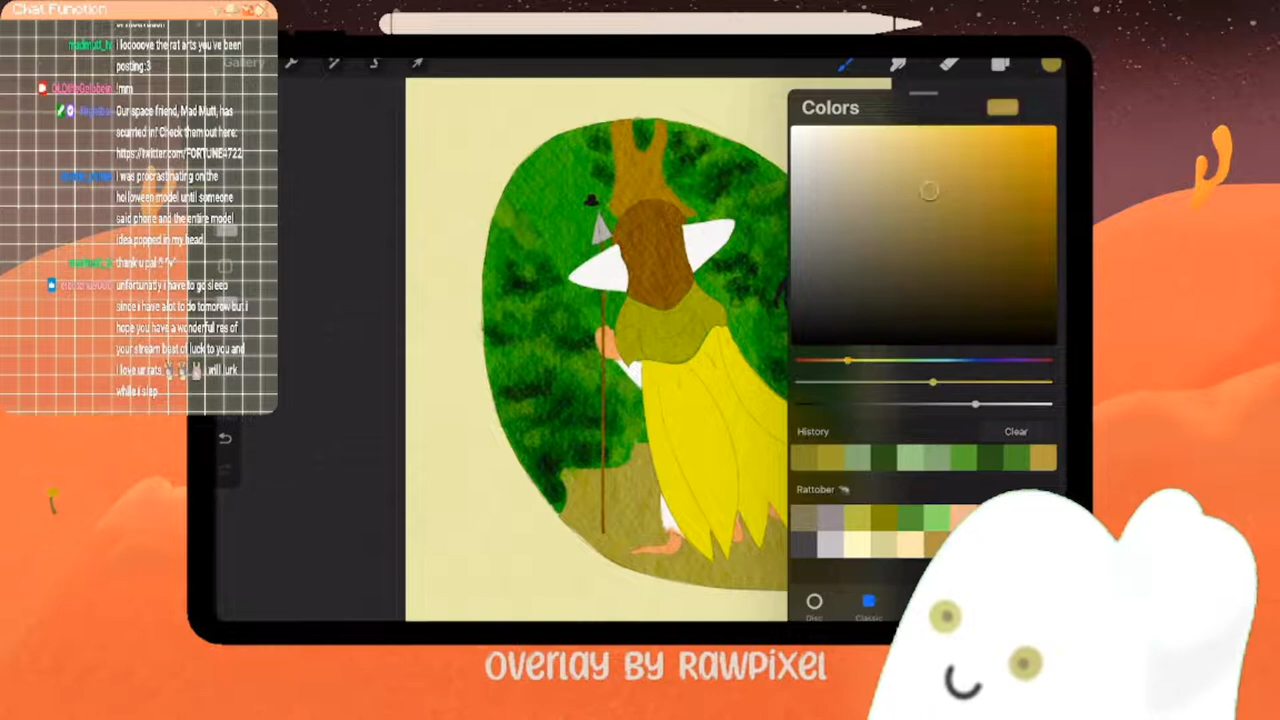 Chat Function
i looooove the rat arts you've been
posting:3
!mm
Our space friend, Mad Mutt, has
scurried in! Check them out here:
https://twitter.com/FORTUNE4722
i was procrastinating on the
holloween model until someone
said phone and the entire model
idea popped in my head
thank u pal
unfortunatly i have to go sleep
since i have alot to do tomorow but i
hope you have a wonderful res of
your stream best of luck to you and
i love ur rats will lurk
while i slep
Gallery
Colors
History
Clear
Rattober
Disc
Classic
OVERLAY BY RAWPIXEL